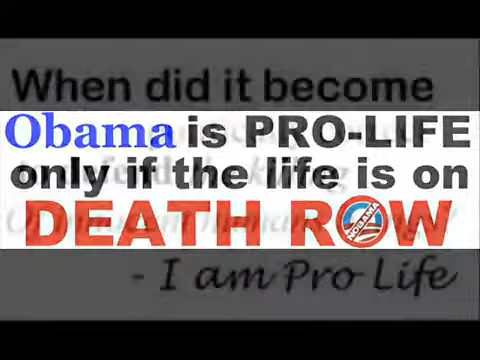 When did it become
Obama is PRO-LIFE
only if the life is on
DEATH ROW
NOBAMA
- I am Pro Life